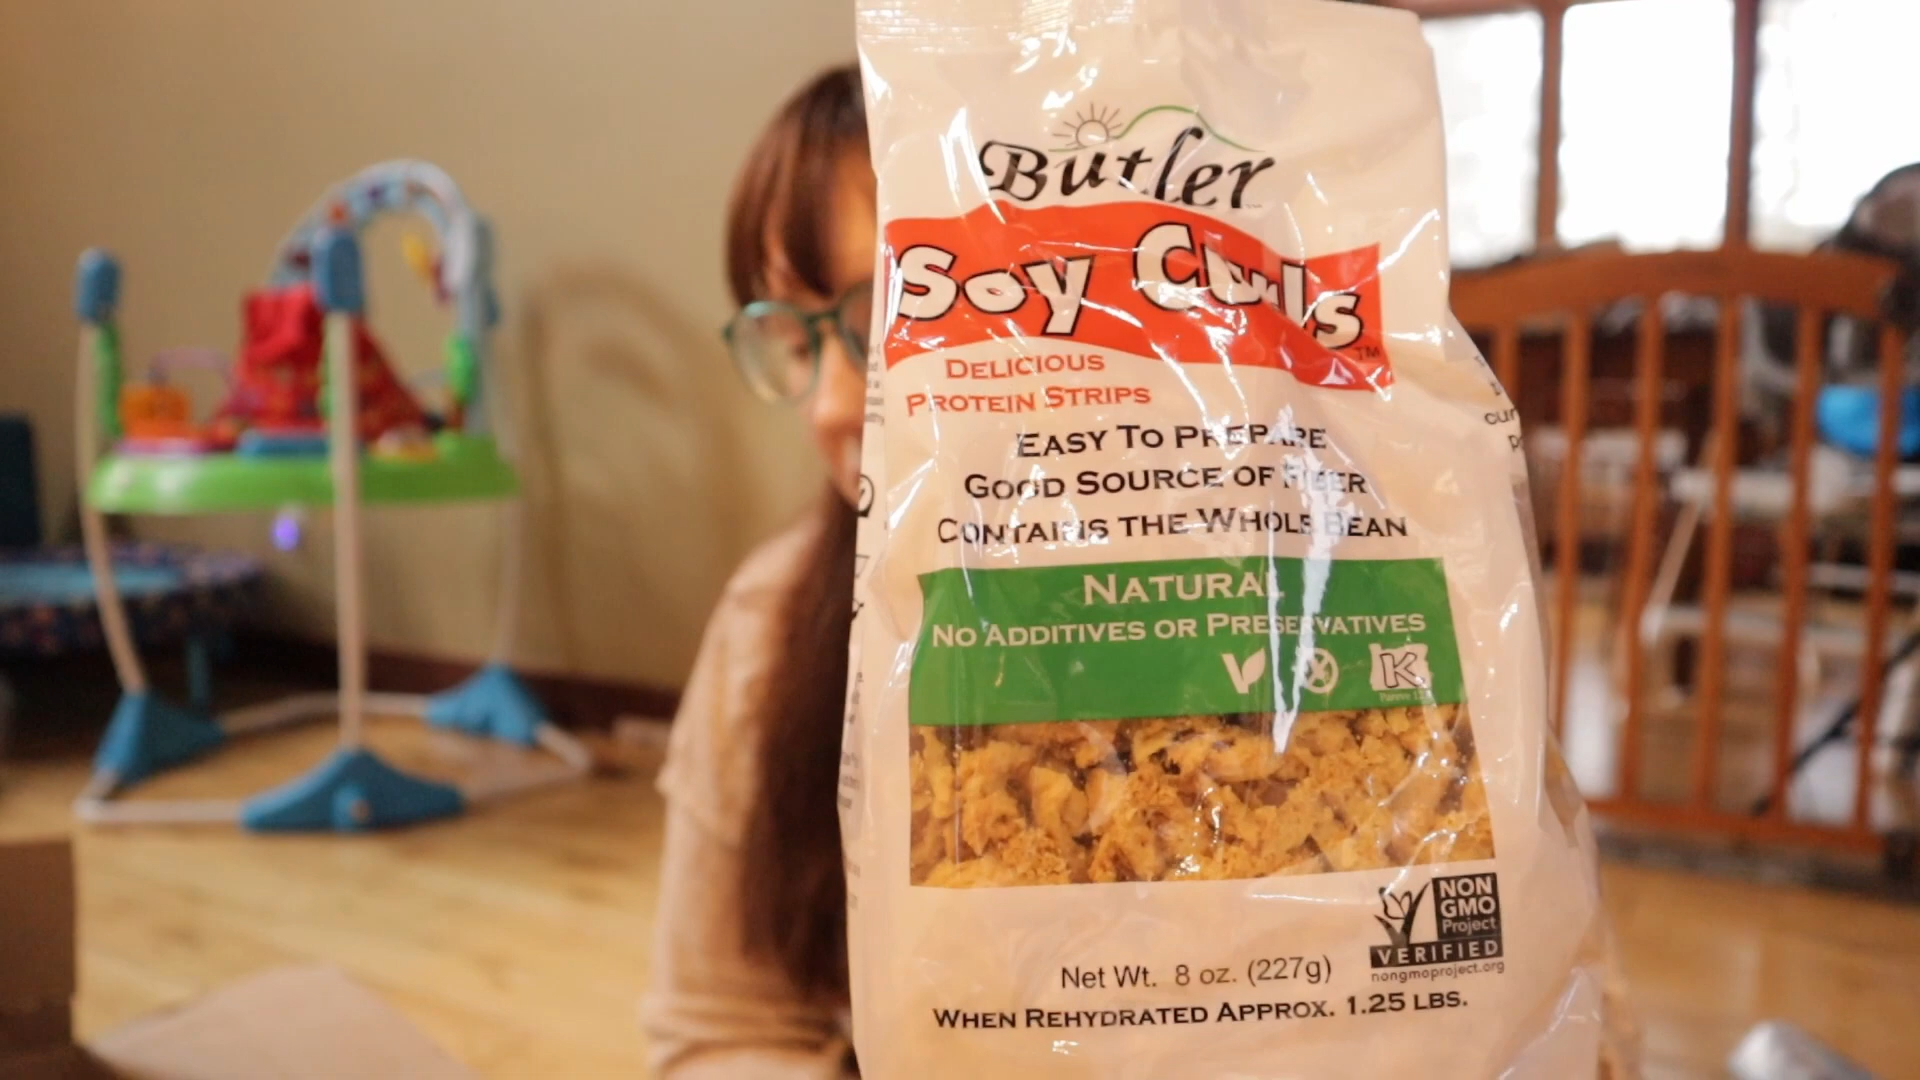 Butler
Soy Curls
™
DELICIOUS
PROTEIN STRIPS
EASY TO PREPARE
GOOD SOURCE OF FIBER
CONTAINS THE WHOLE BEAN
NATURAL
NO ADDITIVES OR PRESERVATIVES
K
NON
GMO
Project
VERIFIED
nongmoproject.org
Net Wt. 8 oz. (227g)
WHEN REHYDRATED APPROX. 1.25 LBS.